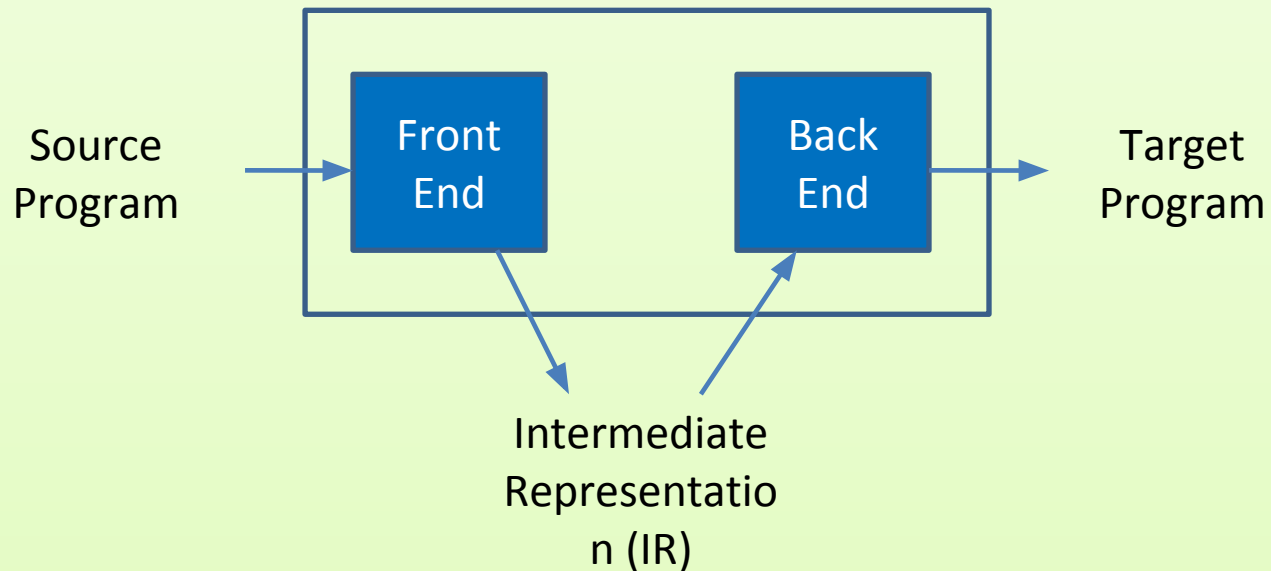 Source
Program
Front
End
Back
End
Target
Program
Intermediate
Representatio
n (IR)